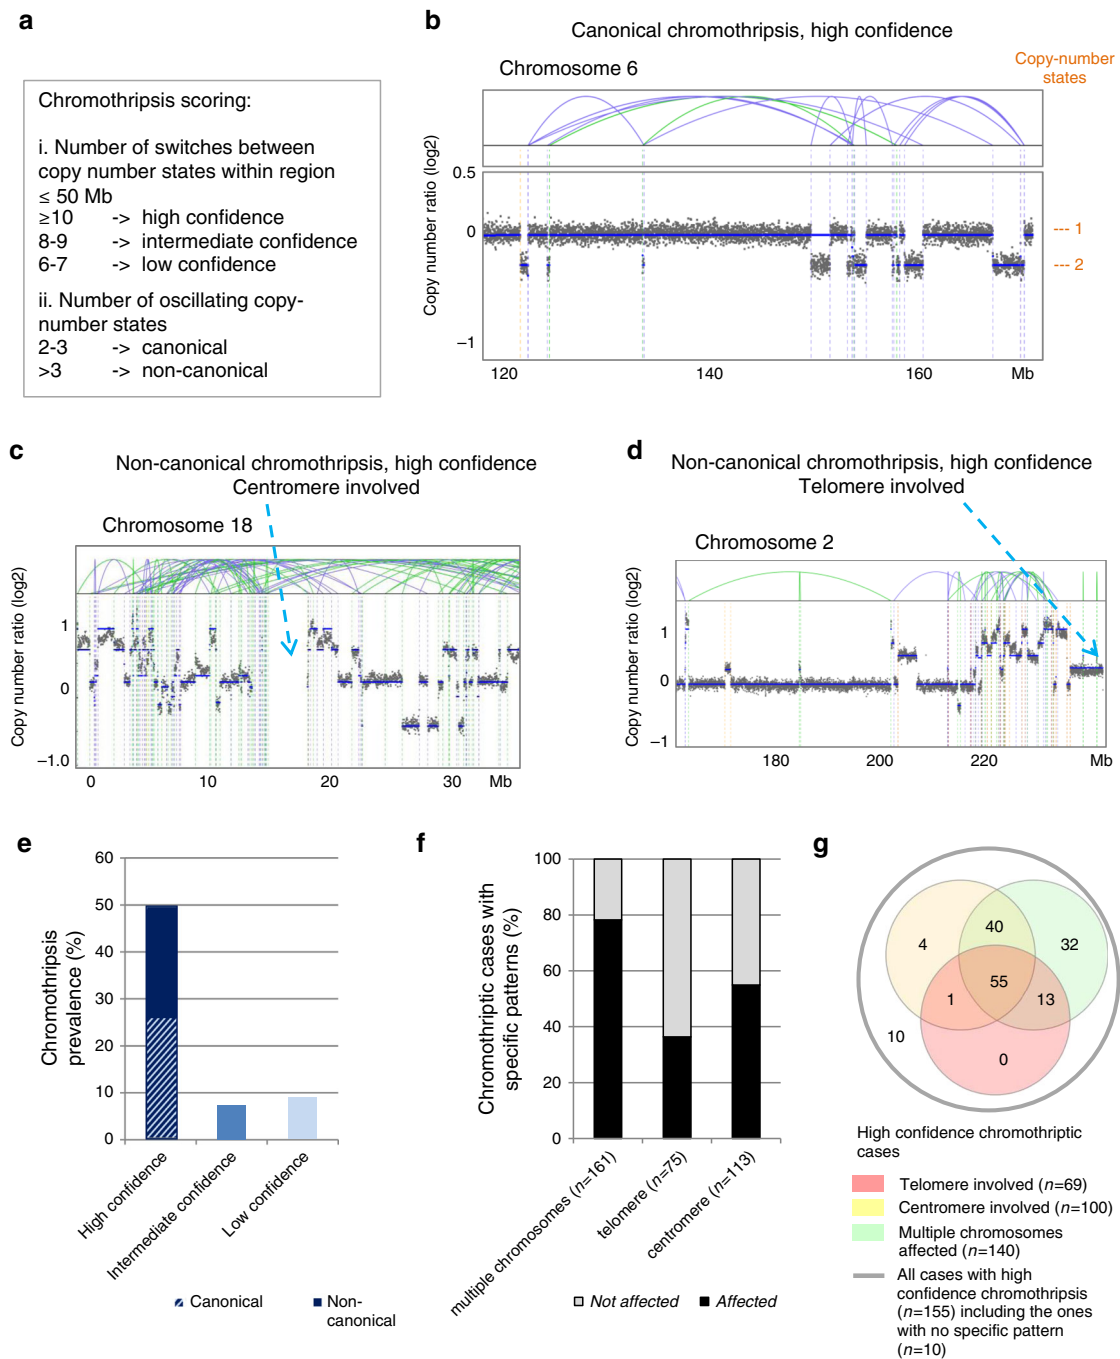 a
Chromothripsis scoring:
i. Number of switches between
copy number states within region
≤ 50 Mb
≥10 -> high confidence
8-9 -> intermediate confidence
6-7 -> low confidence
ii. Number of oscillating copy-
number states
2-3 -> canonical
>3 -> non-canonical
b
Canonical chromothripsis, high confidence
Chromosome 6
Copy-number
states
Copy number ratio (log2)
0.5
0
−1
--- 1
--- 2
120 140 160 Mb
c
Non-canonical chromothripsis, high confidence
Centromere involved
Chromosome 18
Copy number ratio (log2)
1
0
−1.0
0 10 20 30 Mb
d
Non-canonical chromothripsis, high confidence
Telomere involved
Chromosome 2
Copy number ratio (log2)
1
0
−1
180 200 220 Mb
e
Chromothripsis
prevalence (%)
60
50
40
30
20
10
0
High confidence
Intermediate confidence
Low confidence
Canonical
Non-
canonical
f
Chromothriptic cases with
specific patterns (%)
100
80
60
40
20
0
multiple chromosomes (n=161)
telomere (n=75)
centromere (n=113)
Not affected
Affected
g
4 40 32
55
1 13
10
0
High confidence chromothriptic
cases
Telomere involved (n=69)
Centromere involved (n=100)
Multiple chromosomes
affected (n=140)
All cases with high
confidence chromothripsis
(n=155) including the ones
with no specific pattern
(n=10)